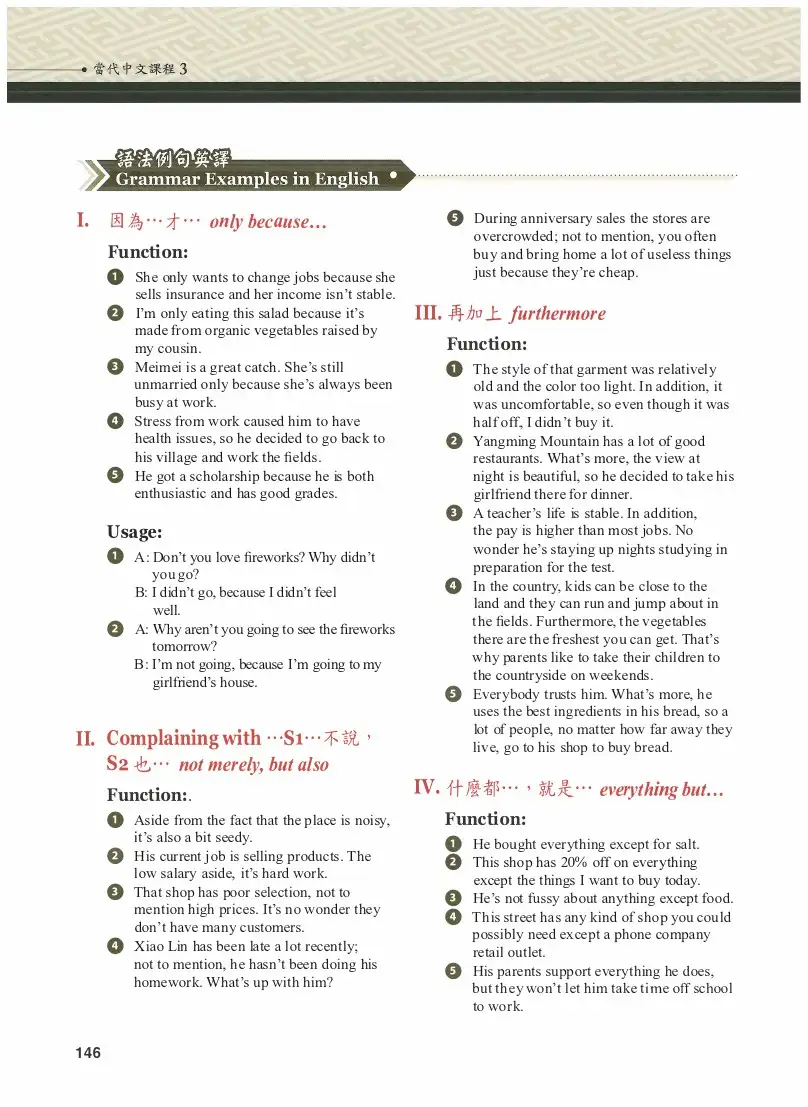 • 當代中文課程 3
語法例句英譯
Grammar Examples in English
I. 因為…才… only because…
Function:
1 She only wants to change jobs because she
sells insurance and her income isn't stable.
2 I'm only eating this salad because it's
made from organic vegetables raised by
my cousin.
3 Meimei is a great catch. She's still
unmarried only because she's always been
busy at work.
4 Stress from work caused him to have
health issues, so he decided to go back to
his village and work the fields.
5 He got a scholarship because he is both
enthusiastic and has good grades.
Usage:
1 A: Don't you love fireworks? Why didn't
you go?
B: I didn't go, because I didn't feel
well.
2 A: Why aren't you going to see the fireworks
tomorrow?
B: I'm not going, because I'm going to my
girlfriend's house.
II. Complaining with …S1…不說，
S2 也… not merely, but also
Function:.
1 Aside from the fact that the place is noisy,
it's also a bit seedy.
2 His current job is selling products. The
low salary aside, it's hard work.
3 That shop has poor selection, not to
mention high prices. It's no wonder they
don't have many customers.
4 Xiao Lin has been late a lot recently;
not to mention, he hasn't been doing his
homework. What's up with him?
5 During anniversary sales the stores are
overcrowded; not to mention, you often
buy and bring home a lot of useless things
just because they're cheap.
III. 再加上 furthermore
Function:
1 The style of that garment was relatively
old and the color too light. In addition, it
was uncomfortable, so even though it was
half off, I didn't buy it.
2 Yangming Mountain has a lot of good
restaurants. What's more, the view at
night is beautiful, so he decided to take his
girlfriend there for dinner.
3 A teacher's life is stable. In addition,
the pay is higher than most jobs. No
wonder he's staying up nights studying in
preparation for the test.
4 In the country, kids can be close to the
land and they can run and jump about in
the fields. Furthermore, the vegetables
there are the freshest you can get. That's
why parents like to take their children to
the countryside on weekends.
5 Everybody trusts him. What's more, he
uses the best ingredients in his bread, so a
lot of people, no matter how far away they
live, go to his shop to buy bread.
IV. 什麼都…，就是… everything but…
Function:
1 He bought everything except for salt.
2 This shop has 20% off on everything
except the things I want to buy today.
3 He's not fussy about anything except food.
4 This street has any kind of shop you could
possibly need except a phone company
retail outlet.
5 His parents support everything he does,
but they won't let him take time off school
to work.
146